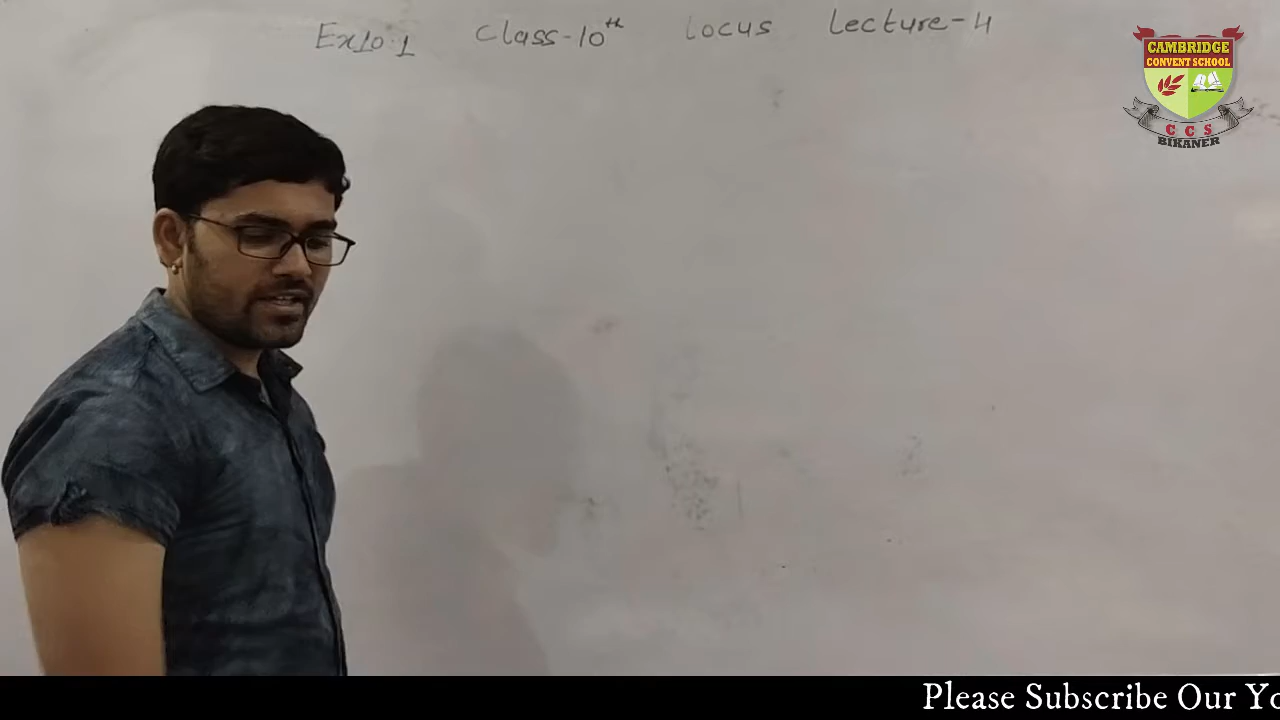 Ex10.1 Class-10th locus Lecture-4
CAMBRIDGE
CONVENT SCHOOL
C C S
BIKANER
Please Subscribe Our Yo